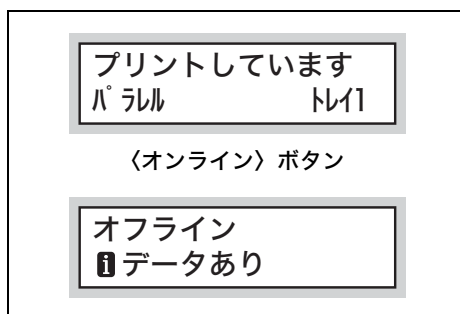 プリントしています
ﾊﾟﾗﾚﾙ ﾄﾚｲ1
〈オンライン〉ボタン
オフライン
iデータあり